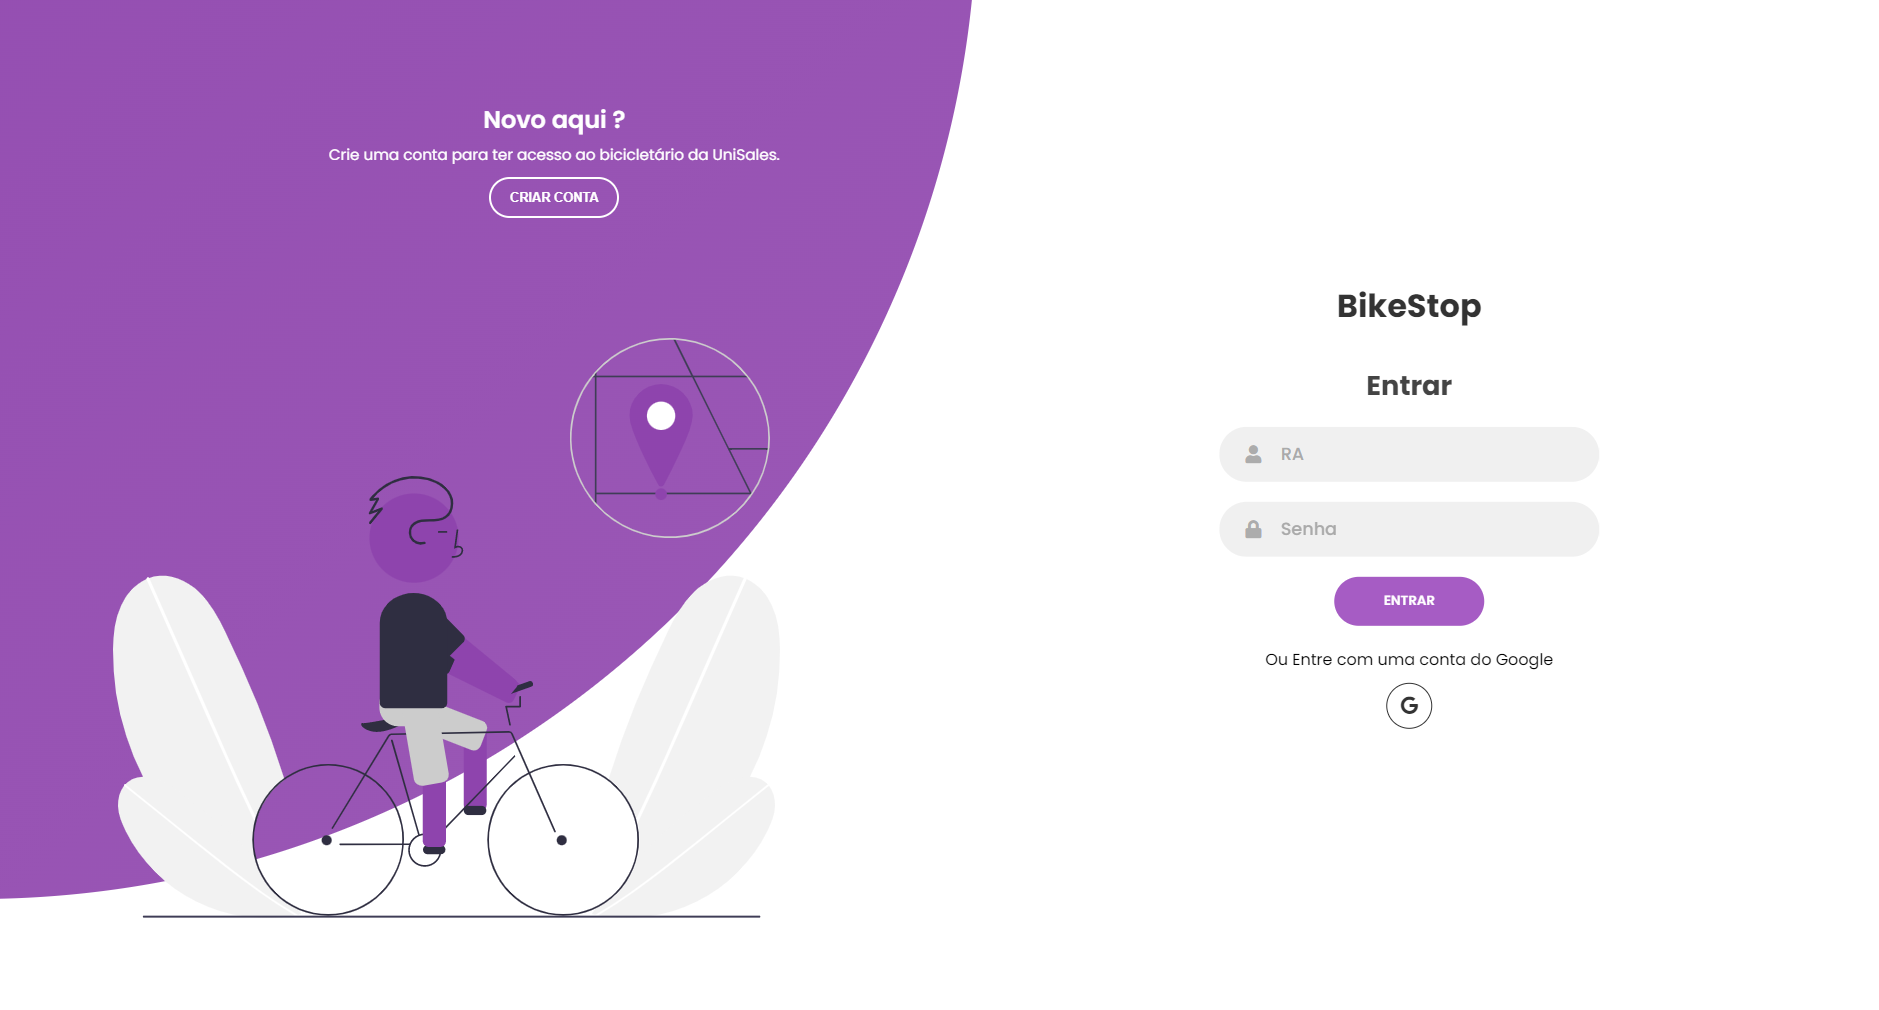 Novo aqui ?
Crie uma conta para ter acesso ao bicicletário da UniSales.
CRIAR CONTA
BikeStop
Entrar
RA
Senha
ENTRAR
Ou Entre com uma conta do Google
G